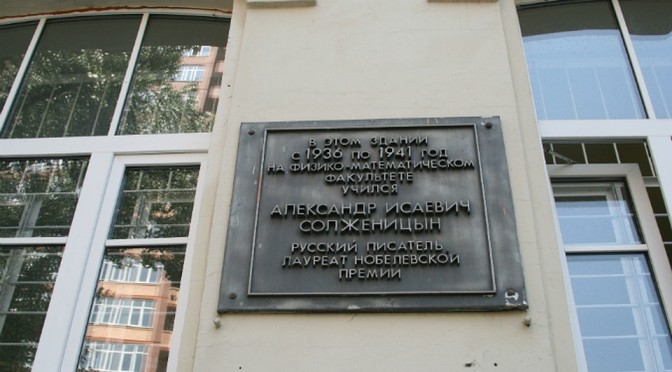 В ЭТОМ ЗДАНИИ
С 1936 ПО 1941 ГОД
НА ФИЗИКО-МАТЕМАТИЧЕСКОМ
ФАКУЛЬТЕТЕ
УЧИЛСЯ
АЛЕКСАНДР ИСАЕВИЧ
СОЛЖЕНИЦЫН
РУССКИЙ ПИСАТЕЛЬ
ЛАУРЕАТ НОБЕЛЕВСКОЙ
ПРЕМИИ